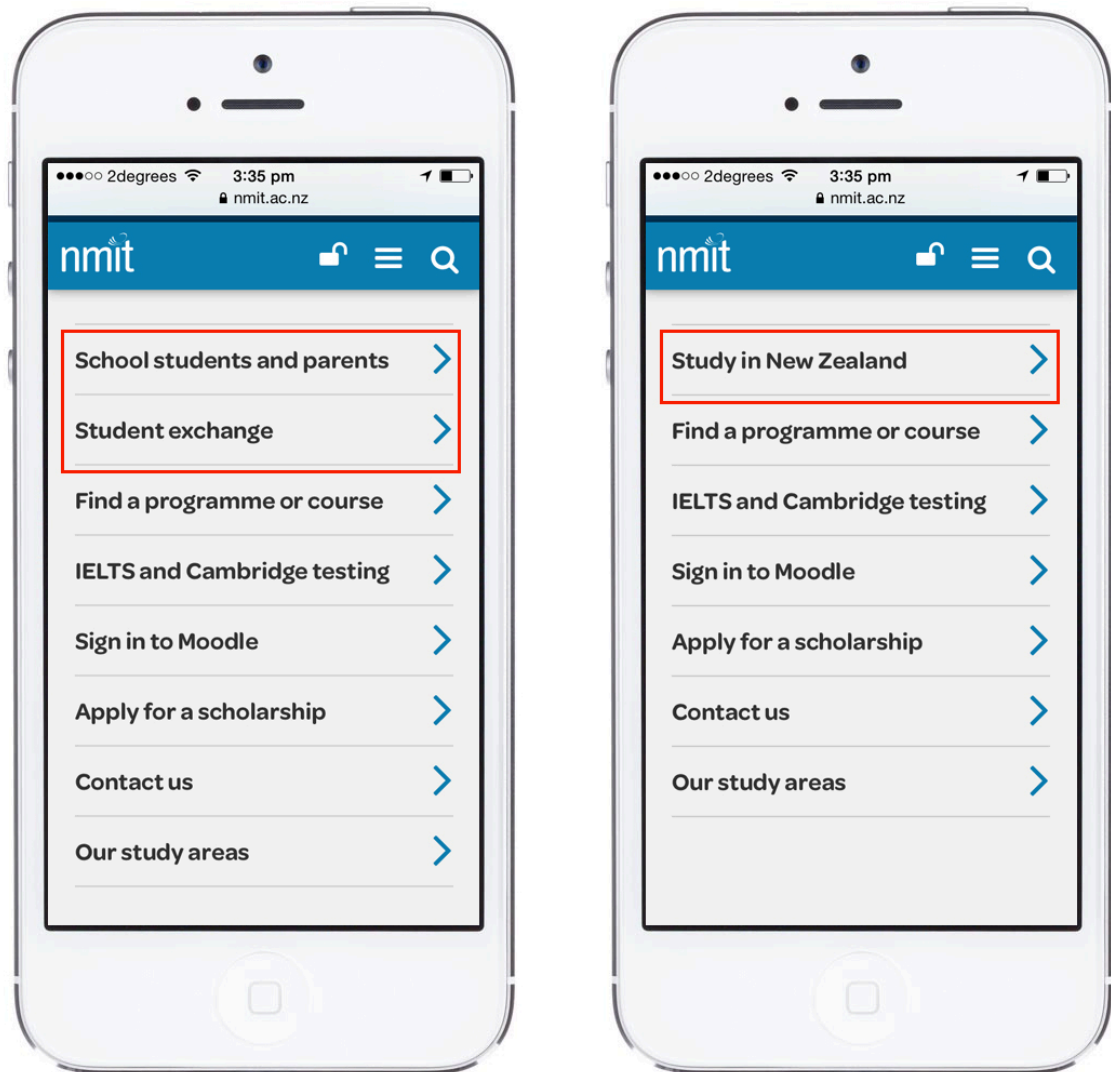 2degrees 3:35 pm
nmit.ac.nz
nmit
School students and parents
Student exchange
Find a programme or course
IELTS and Cambridge testing
Sign in to Moodle
Apply for a scholarship
Contact us
Our study areas
2degrees 3:35 pm
nmit.ac.nz
nmit
Study in New Zealand
Find a programme or course
IELTS and Cambridge testing
Sign in to Moodle
Apply for a scholarship
Contact us
Our study areas